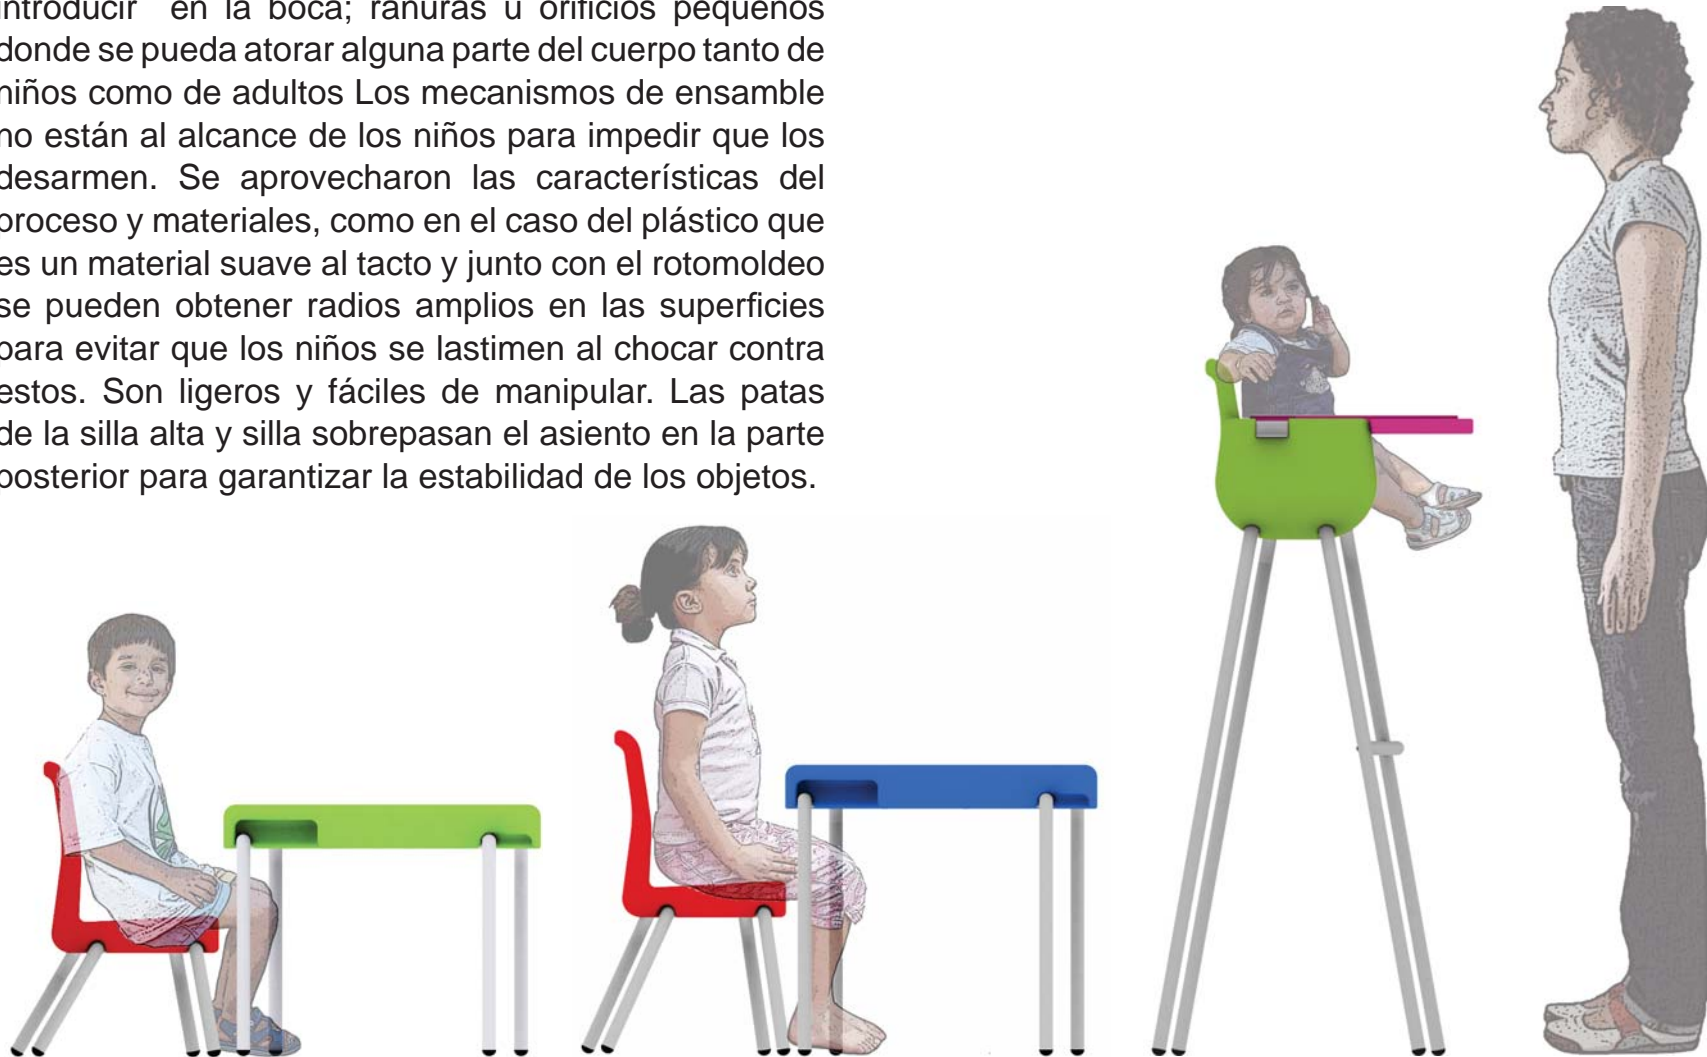 introducir en la boca; ranuras u orificios pequeños
donde se pueda atorar alguna parte del cuerpo tanto de
niños como de adultos Los mecanismos de ensamble
no están al alcance de los niños para impedir que los
desarmen. Se aprovecharon las características del
proceso y materiales, como en el caso del plástico que
es un material suave al tacto y junto con el rotomoldeo
se pueden obtener radios amplios en las superficies
para evitar que los niños se lastimen al chocar contra
estos. Son ligeros y fáciles de manipular. Las patas
de la silla alta y silla sobrepasan el asiento en la parte
posterior para garantizar la estabilidad de los objetos.